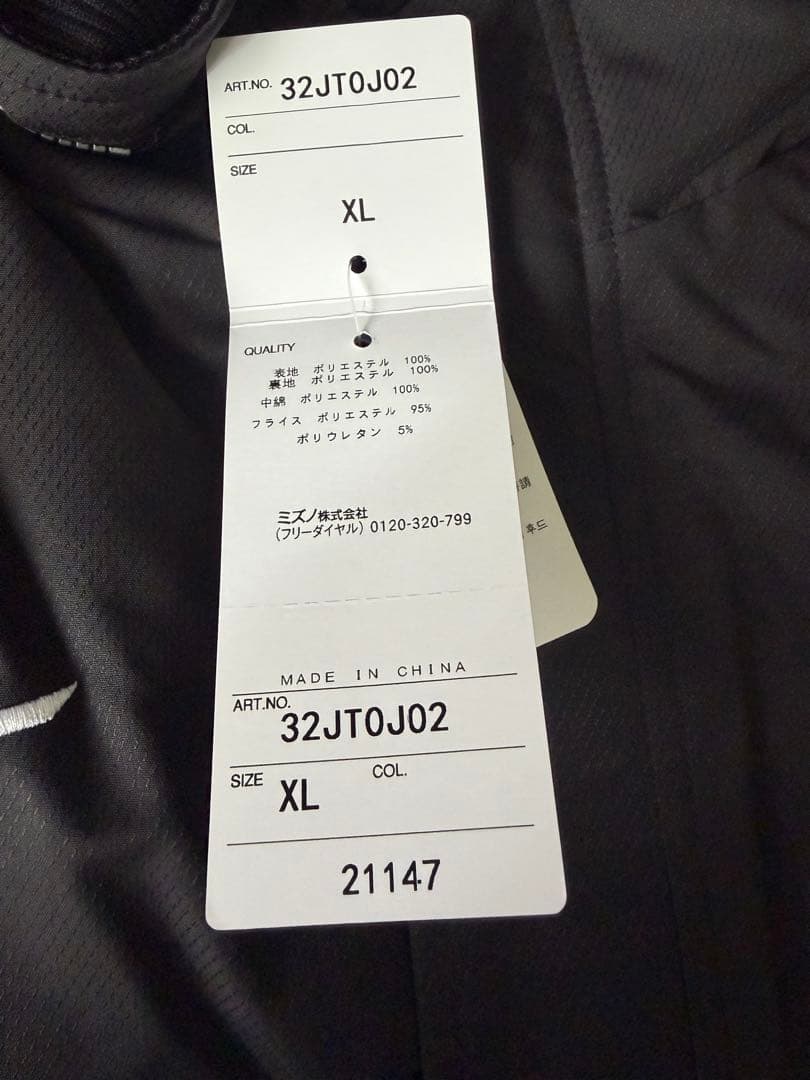 ART.NO. 32JT0J02
COL.
SIZE
XL
QUALITY
表地 ポリエステル 100%
裏地 ポリエステル 100%
中綿 ポリエステル 100%
フライス ポリエステル 95%
ポリウレタン 5%
ミズノ株式会社
(フリーダイヤル) 0120-320-799
請
후드
MADE IN CHINA
ART.NO.
32JT0J02
SIZE XL COL.
21147